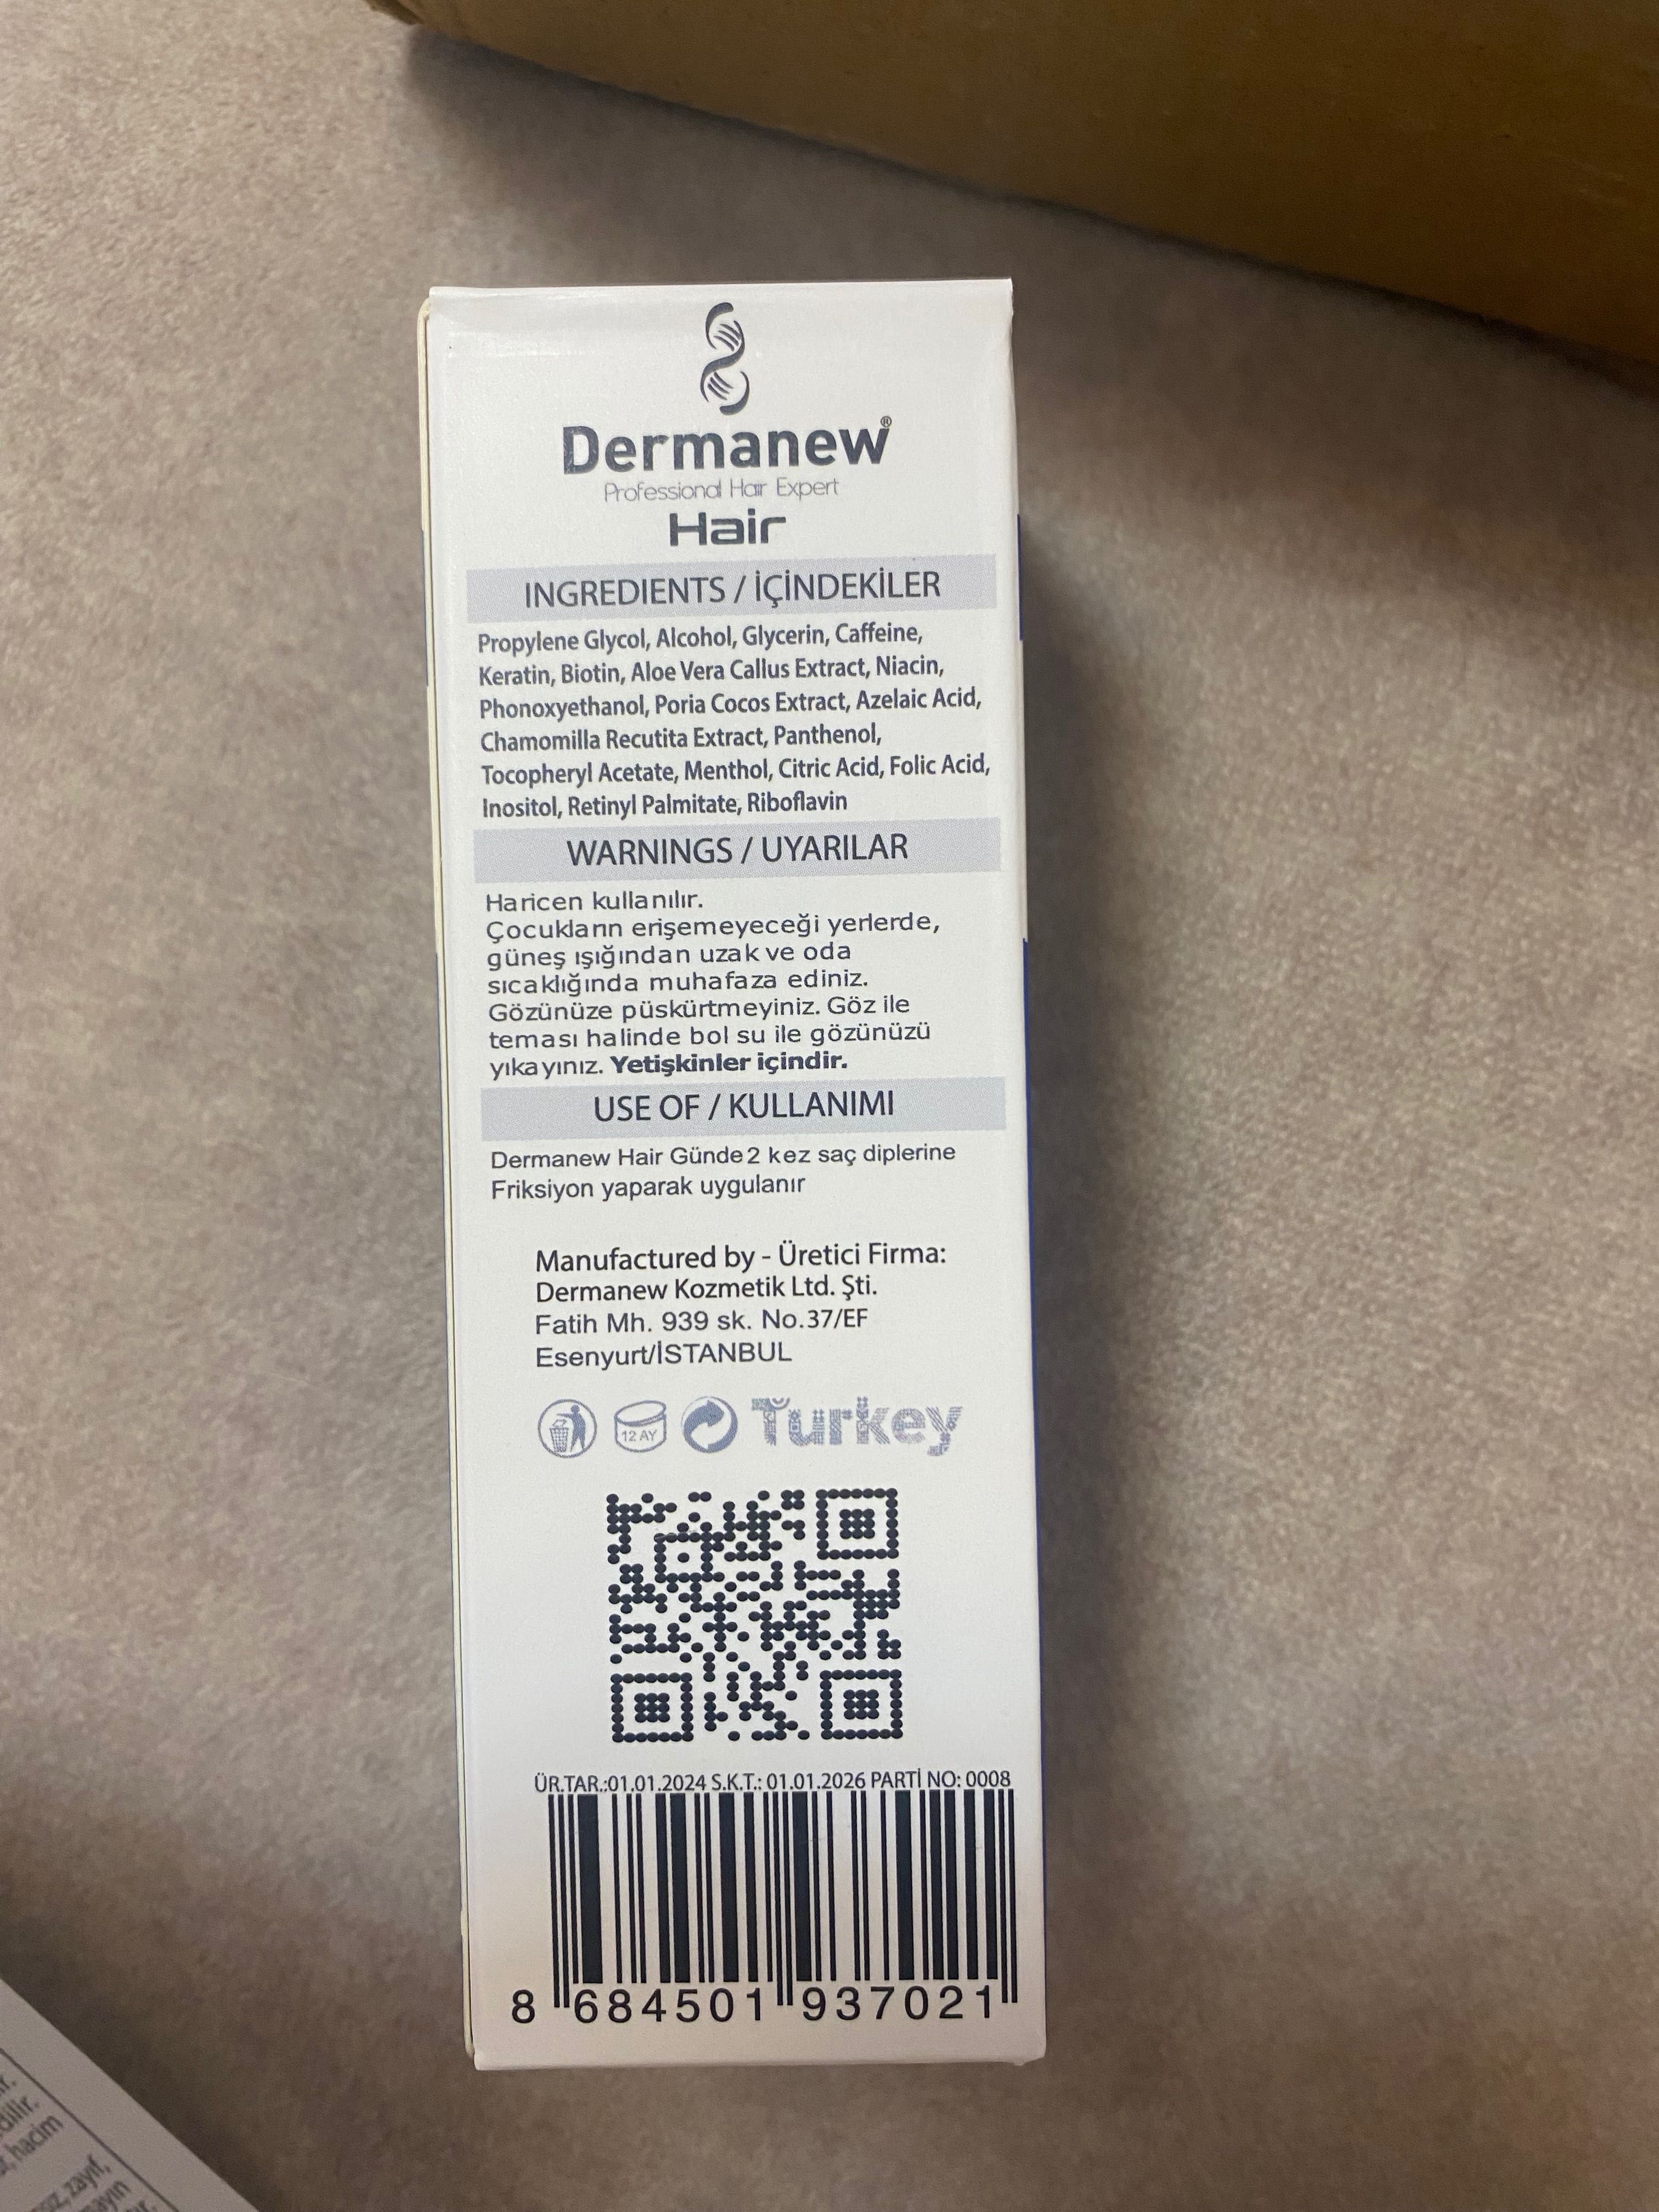 Dermanew®
Professional Hair Expert
Hair
INGREDIENTS / İÇİNDEKİLER
Propylene Glycol, Alcohol, Glycerin, Caffeine,
Keratin, Biotin, Aloe Vera Callus Extract, Niacin,
Phonoxyethanol, Poria Cocos Extract, Azelaic Acid,
Chamomilla Recutita Extract, Panthenol,
Tocopheryl Acetate, Menthol, Citric Acid, Folic Acid,
Inositol, Retinyl Palmitate, Riboflavin
WARNINGS / UYARILAR
Haricen kullanılır.
Çocukların erişemeyeceği yerlerde,
güneş ışığından uzak ve oda
sıcaklığında muhafaza ediniz.
Gözünüze püskürtmeyiniz. Göz ile
teması halinde bol su ile gözünüzü
yıkayınız. Yetişkinler içindir.
USE OF / KULLANIMI
Dermanew Hair Günde 2 kez saç diplerine
Friksiyon yaparak uygulanır
Manufactured by - Üretici Firma:
Dermanew Kozmetik Ltd. Şti.
Fatih Mh. 939 sk. No.37/EF
Esenyurt/İSTANBUL
12 AY
Turkey
ÜR.TAR.:01.01.2024 S.K.T.: 01.01.2026 PARTİ NO: 0008
8 684501 937021
hacim
zayıf,